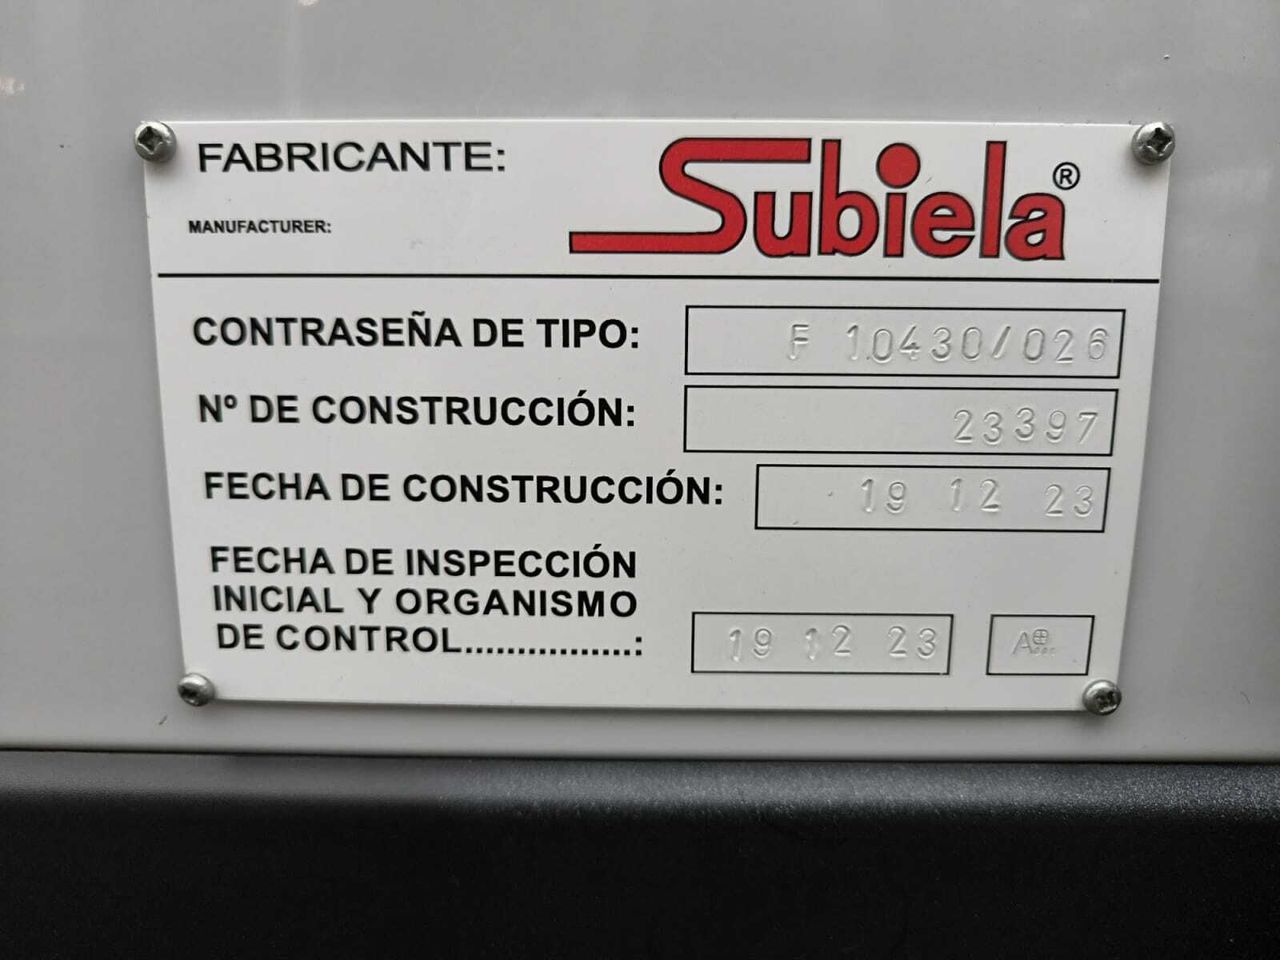 FABRICANTE:
Subiela®
MANUFACTURER:
CONTRASEÑA DE TIPO: F 10430/026
Nº DE CONSTRUCCIÓN: 23397
FECHA DE CONSTRUCCIÓN: 19 12 23
FECHA DE INSPECCIÓN
INICIAL Y ORGANISMO
DE CONTROL................: 19 12 23